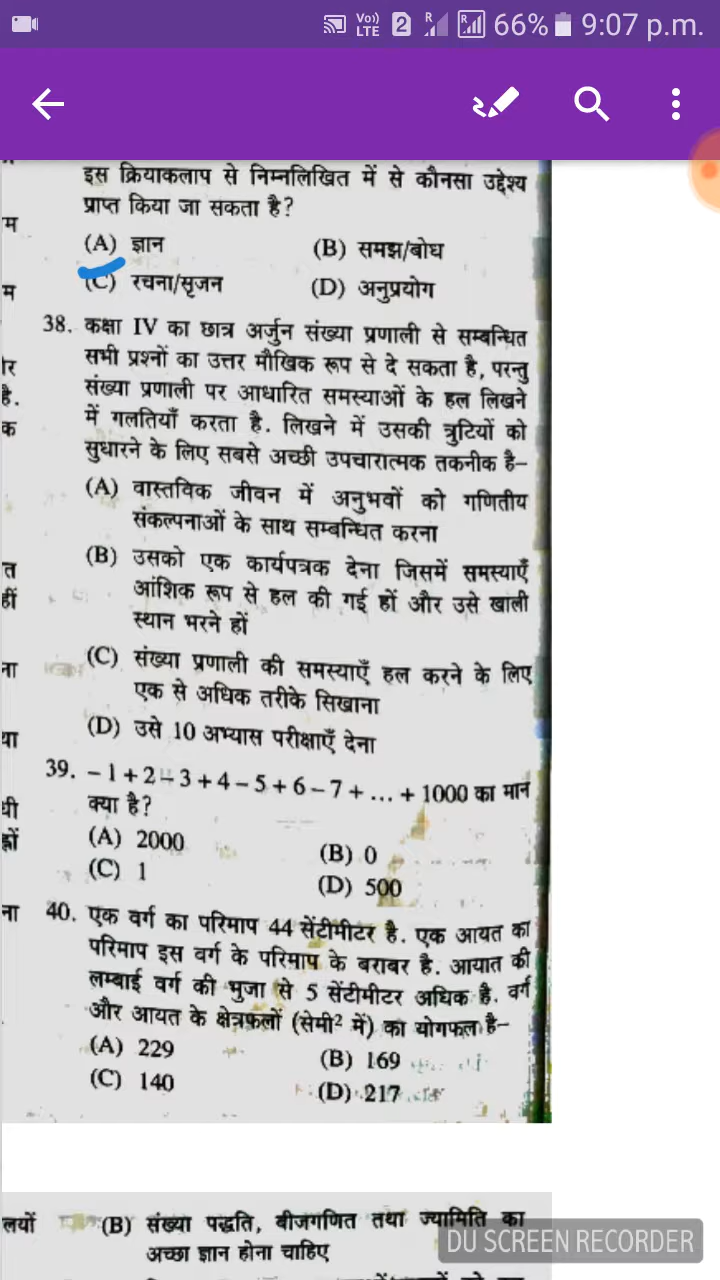 Vo)) LTE 2 R R 66% 9:07 p.m.
इस क्रियाकलाप से निम्नलिखित में से कौनसा उद्देश्य
प्राप्त किया जा सकता है?
म
(A) ज्ञान (B) समझ/बोध
म
(C) रचना/सृजन (D) अनुप्रयोग
38. कक्षा IV का छात्र अर्जुन संख्या प्रणाली से सम्बन्धित
सभी प्रश्नों का उत्तर मौखिक रूप से दे सकता है, परन्तु
है.
संख्या प्रणाली पर आधारित समस्याओं के हल लिखने
क
में गलतियाँ करता है. लिखने में उसकी त्रुटियों को
सुधारने के लिए सबसे अच्छी उपचारात्मक तकनीक है–
(A) वास्तविक जीवन में अनुभवों को गणितीय
संकल्पनाओं के साथ सम्बन्धित करना
त
(B) उसको एक कार्यपत्रक देना जिसमें समस्याएँ
हीं
आंशिक रूप से हल की गई हों और उसे खाली
स्थान भरने हों
ना
(C) संख्या प्रणाली की समस्याएँ हल करने के लिए
एक से अधिक तरीके सिखाना
था
(D) उसे 10 अभ्यास परीक्षाएँ देना
39. – 1 + 2 – 3 + 4 – 5 + 6 – 7 + ... + 1000 का मान
धी
क्या है?
(A) 2000 (B) 0
(C) 1 (D) 500
ना
40. एक वर्ग का परिमाप 44 सेंटीमीटर है. एक आयत का
परिमाप इस वर्ग के परिमाप के बराबर है. आयात की
लम्बाई वर्ग की भुजा से 5 सेंटीमीटर अधिक है. वर्ग
और आयत के क्षेत्रफलों (सेमी² में) का योगफल है–
(A) 229 (B) 169
(C) 140 (D) 217
लयों
(B) संख्या पद्धति, बीजगणित तथा ज्यामिति का
अच्छा ज्ञान होना चाहिए
DU SCREEN RECORDER